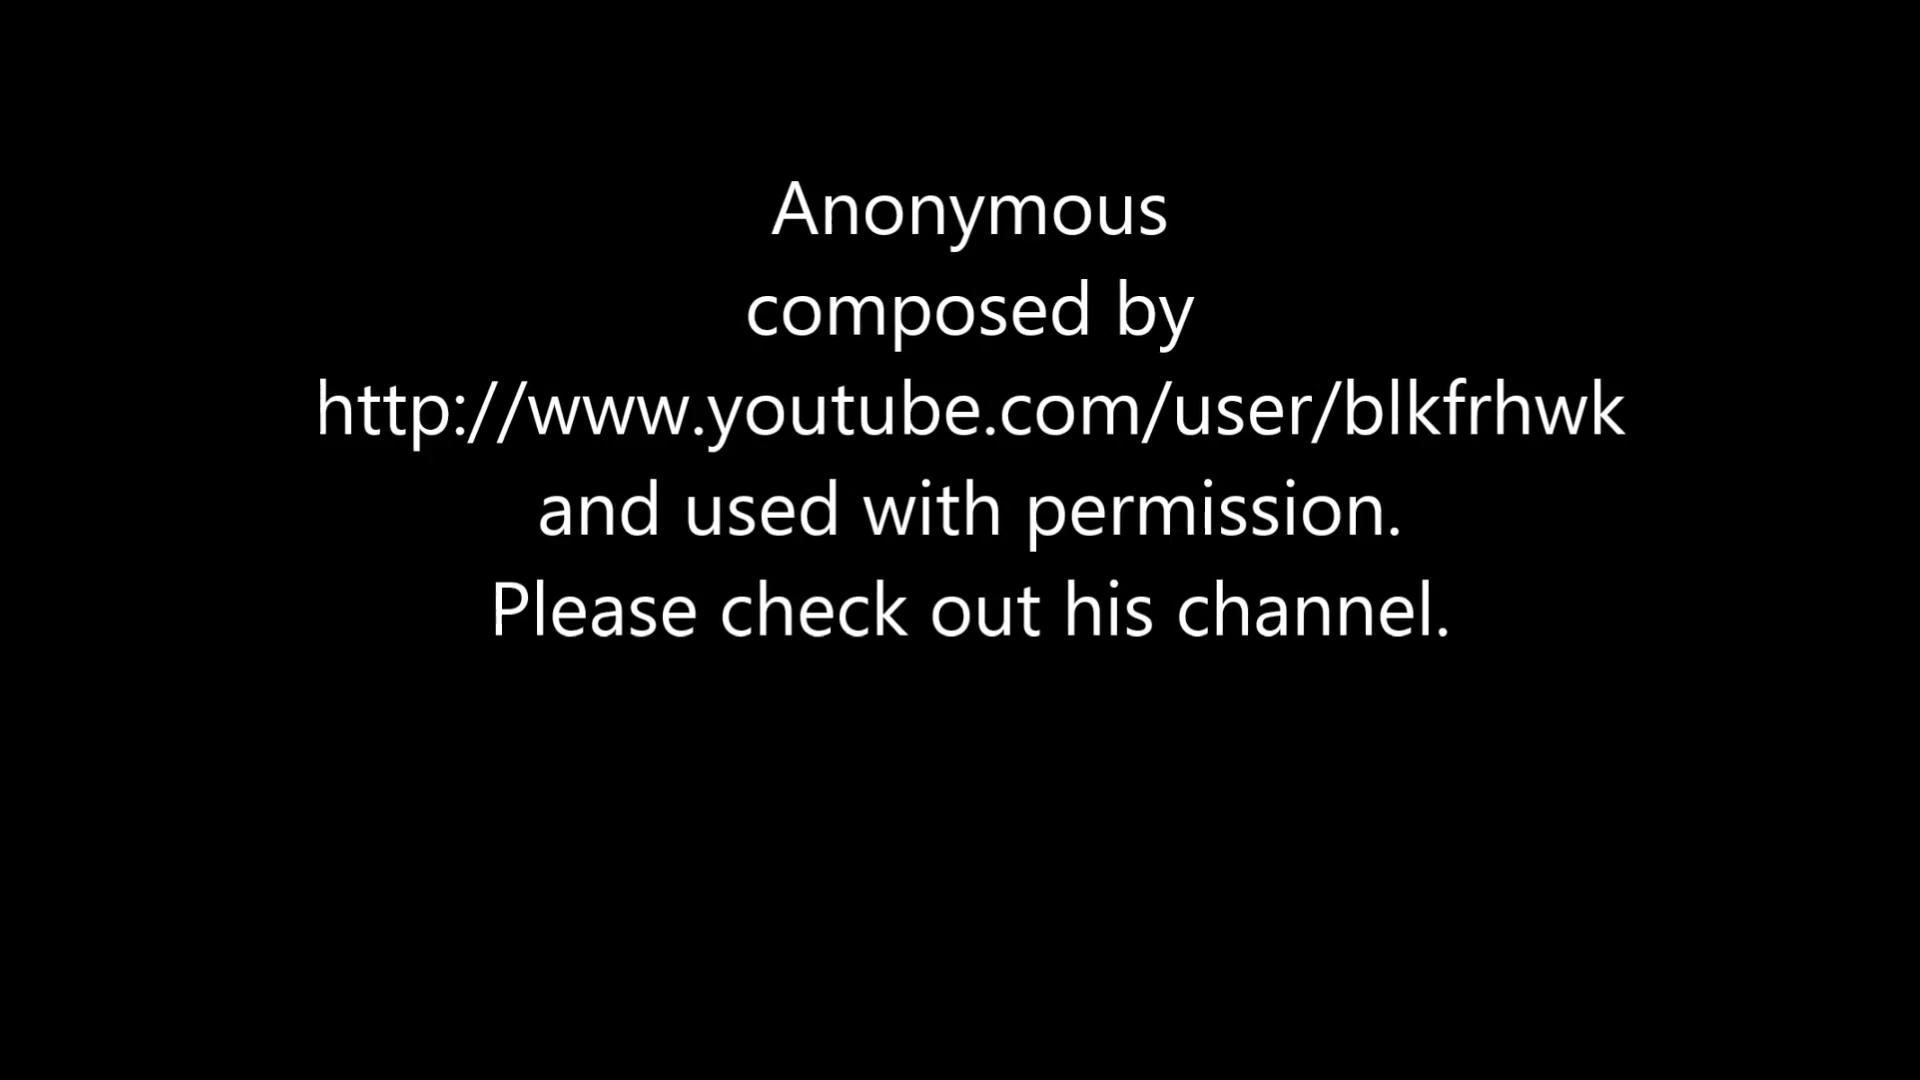 Anonymous
composed by
http://www.youtube.com/user/blkfrhwk
and used with permission.
Please check out his channel.